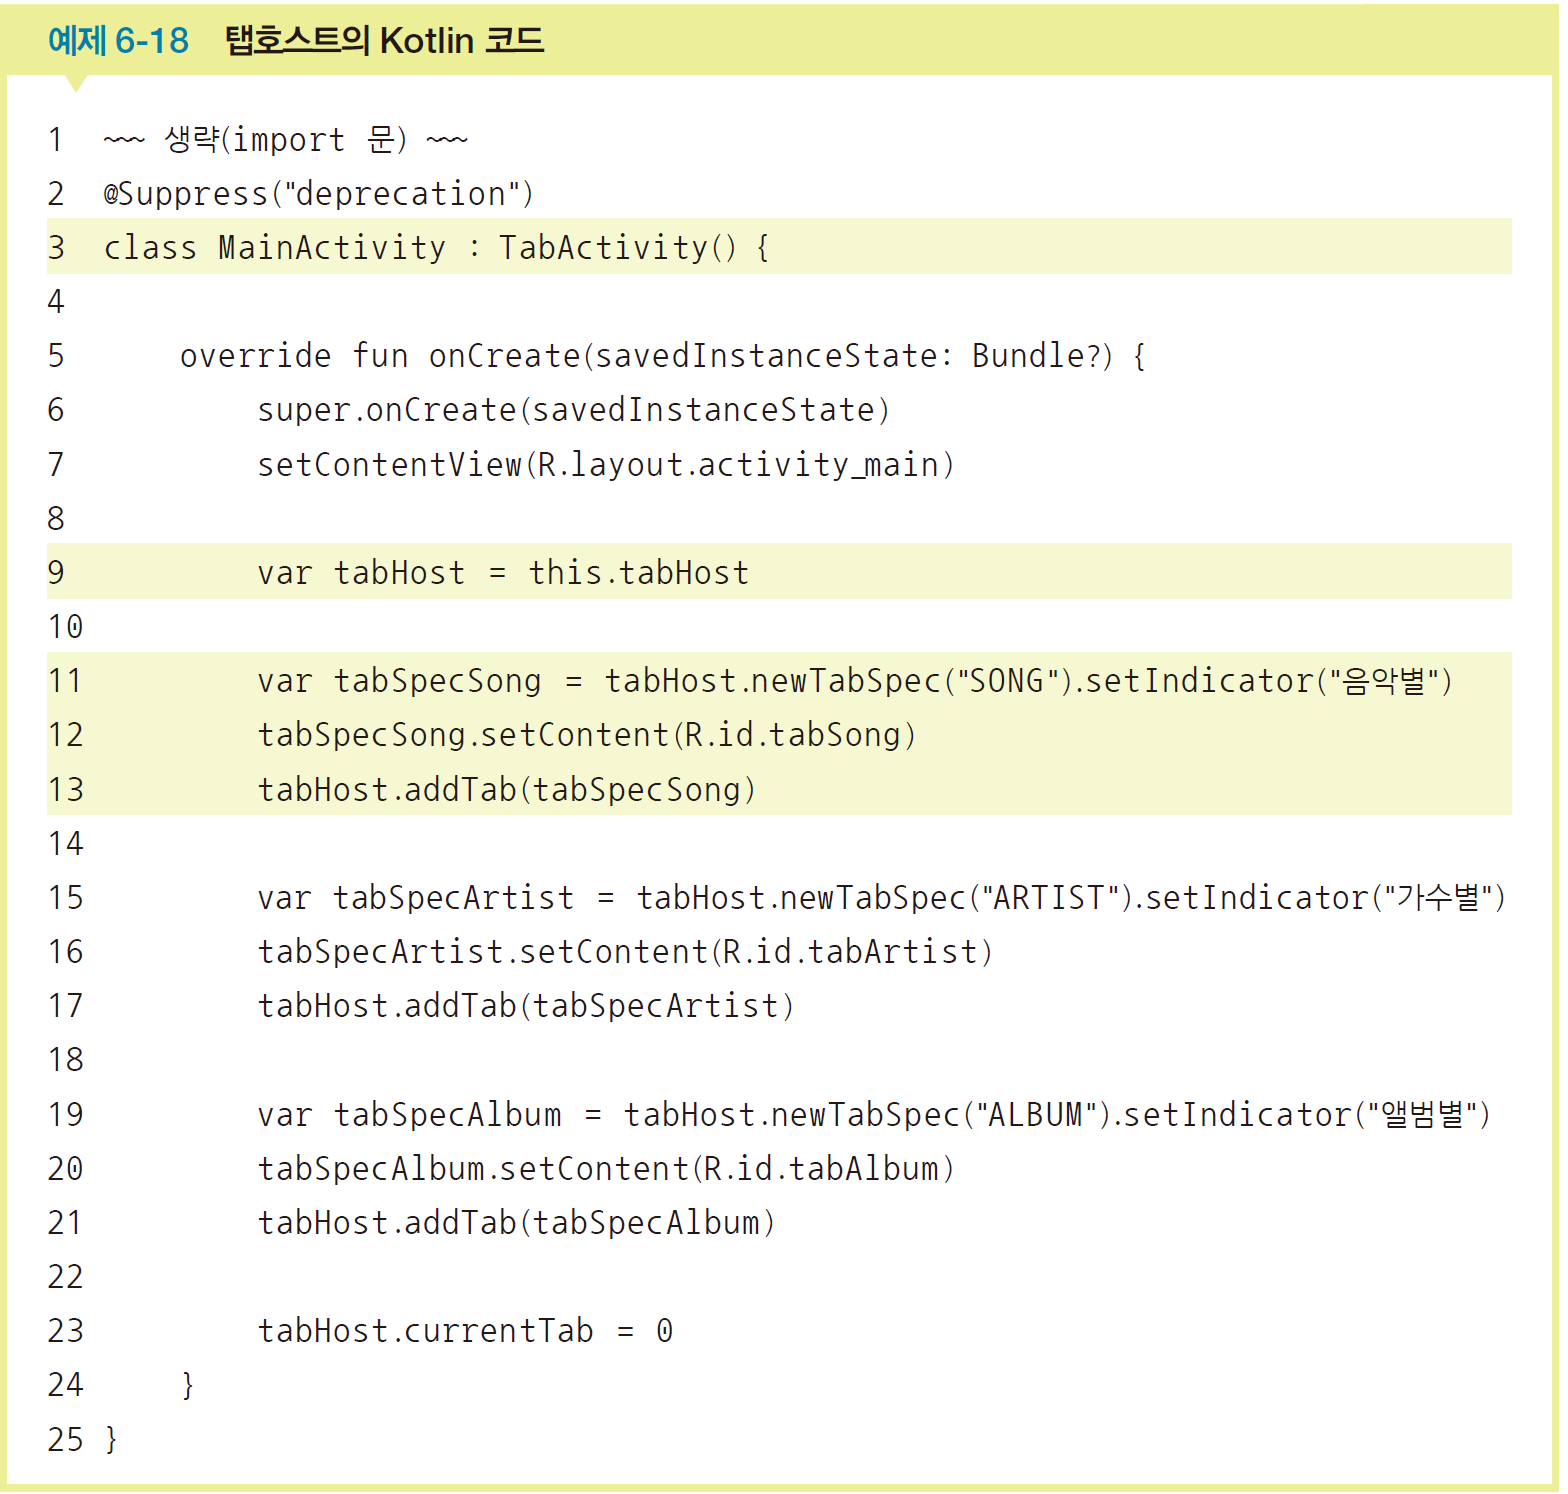 예제 6-18 탭호스트의 Kotlin 코드
1 ~~~ 생략(import 문) ~~~
2 @Suppress("deprecation")
3 class MainActivity : TabActivity() {
4
5     override fun onCreate(savedInstanceState: Bundle?) {
6         super.onCreate(savedInstanceState)
7         setContentView(R.layout.activity_main)
8
9         var tabHost = this.tabHost
10
11         var tabSpecSong = tabHost.newTabSpec("SONG").setIndicator("음악별")
12         tabSpecSong.setContent(R.id.tabSong)
13         tabHost.addTab(tabSpecSong)
14
15         var tabSpecArtist = tabHost.newTabSpec("ARTIST").setIndicator("가수별")
16         tabSpecArtist.setContent(R.id.tabArtist)
17         tabHost.addTab(tabSpecArtist)
18
19         var tabSpecAlbum = tabHost.newTabSpec("ALBUM").setIndicator("앨범별")
20         tabSpecAlbum.setContent(R.id.tabAlbum)
21         tabHost.addTab(tabSpecAlbum)
22
23         tabHost.currentTab = 0
24     }
25 }